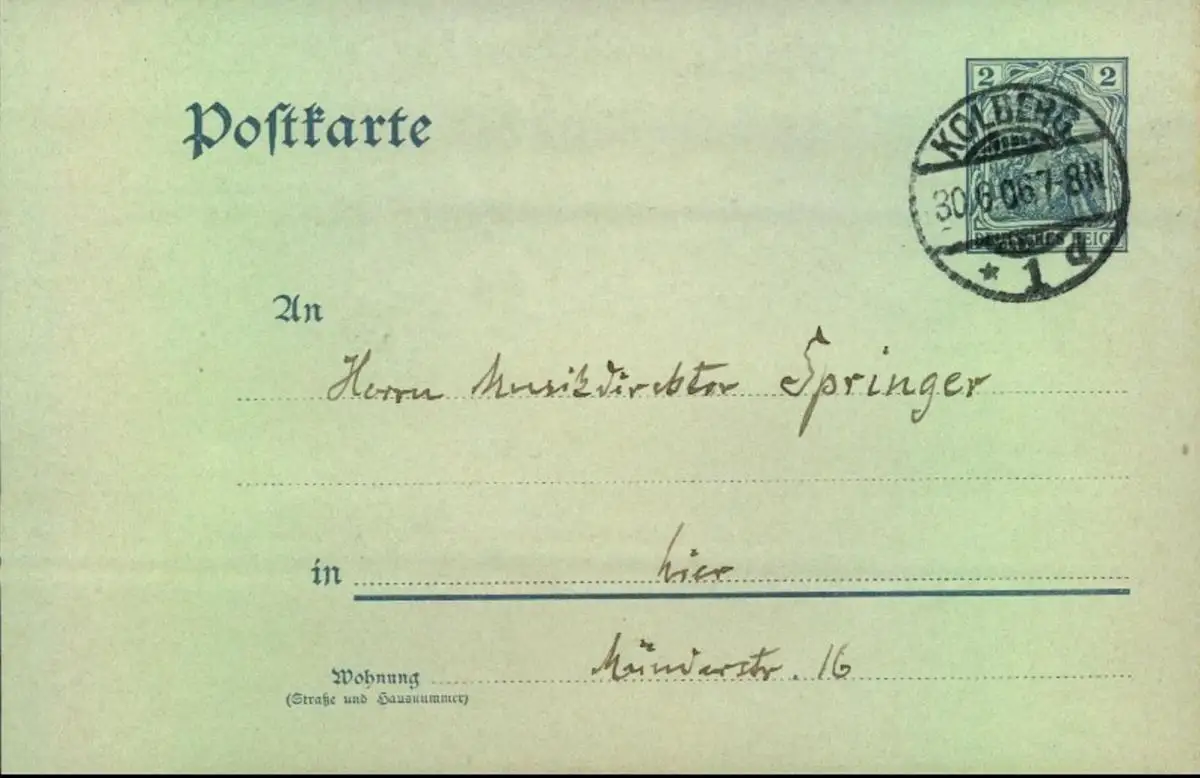 Postkarte
2 2
KOLBERG
30.6.06.7-8N
* 1 d
DEUTSCHES REICH
An
Herrn Musikdirektor Springer
in hier
Münderstr. 16
Wohnung
(Straße und Hausnummer)